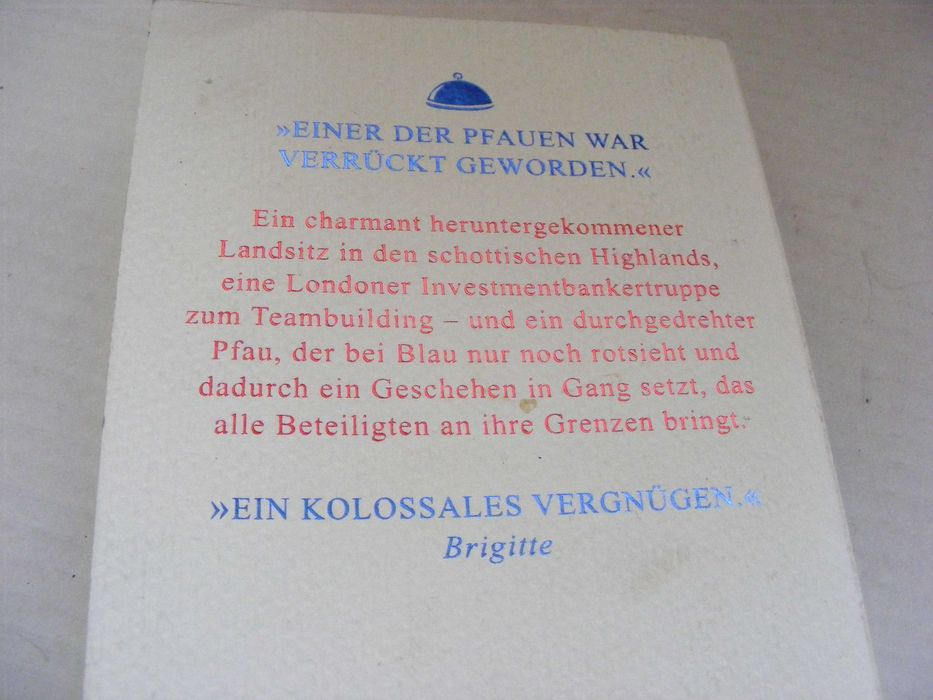 »EINER DER PFAUEN WAR
VERRÜCKT GEWORDEN.«
Ein charmant heruntergekommener
Landsitz in den schottischen Highlands,
eine Londoner Investmentbankertruppe
zum Teambuilding – und ein durchgedrehter
Pfau, der bei Blau nur noch rotsieht und
dadurch ein Geschehen in Gang setzt, das
alle Beteiligten an ihre Grenzen bringt.
»EIN KOLOSSALES VERGNÜGEN.«
Brigitte